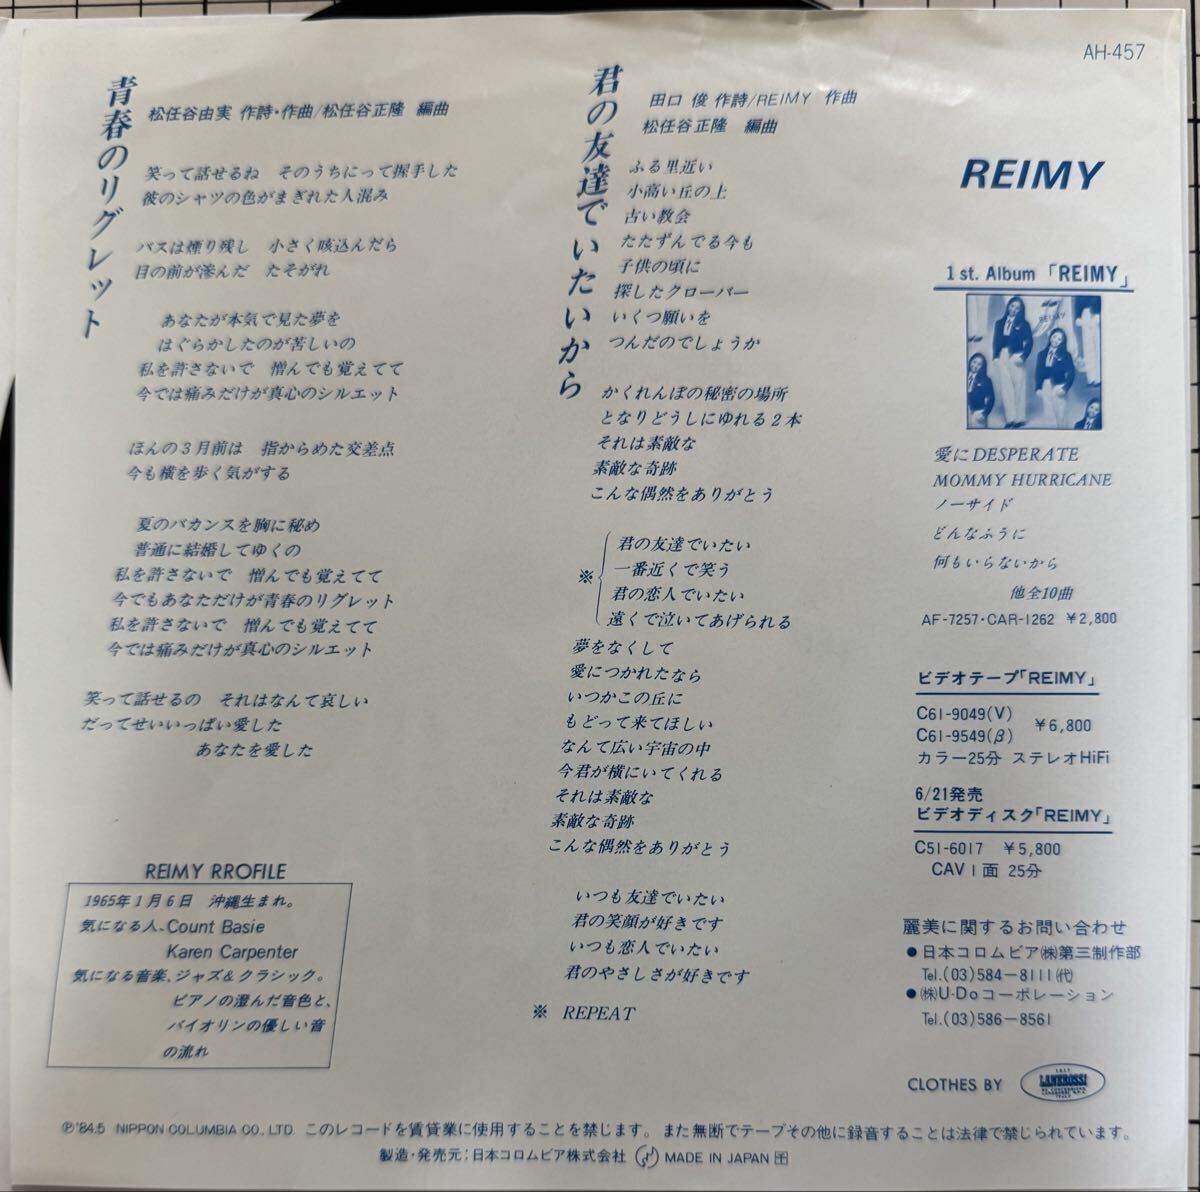 AH-457
青春のリグレット
松任谷由実 作詩・作曲/松任谷正隆 編曲
笑って話せるね そのうちにって握手した
彼のシャツの色がまぎれた人混み
バスは煙り残し 小さく咳込んだら
目の前が滲んだ たそがれ
あなたが本気で見た夢を
はぐらかしたのが苦しいの
私を許さないで 憎んでも覚えてて
今では痛みだけが真心のシルエット
ほんの3月前は 指からめた交差点
今も横を歩く気がする
夏のバカンスを胸に秘め
普通に結婚してゆくの
私を許さないで 憎んでも覚えてて
今でもあなただけが青春のリグレット
私を許さないで 憎んでも覚えてて
今では痛みだけが真心のシルエット
笑って話せるの それはなんて哀しい
だってせいいっぱい愛した
あなたを愛した
REIMY RROFILE
1965年1月6日 沖縄生まれ。
気になる人、Count Basie
Karen Carpenter
気になる音楽、ジャズ&クラシック。
ピアノの澄んだ音色と、
バイオリンの優しい音
の流れ
君の友達でいたいから
田口 俊 作詩/REIMY 作曲
松任谷正隆 編曲
ふる里近い
小高い丘の上
古い教会
たたずんでる今も
子供の頃に
探したクローバー
いくつ願いを
つんだのでしょうか
かくれんぼの秘密の場所
となりどうしにゆれる2本
それは素敵な
素敵な奇跡
こんな偶然をありがとう
※ 君の友達でいたい
一番近くで笑う
君の恋人でいたい
遠くで泣いてあげられる
夢をなくして
愛につかれたなら
いつかこの丘に
もどって来てほしい
なんて広い宇宙の中
今君が横にいてくれる
それは素敵な
素敵な奇跡
こんな偶然をありがとう
いつも友達でいたい
君の笑顔が好きです
いつも恋人でいたい
君のやさしさが好きです
※ REPEAT
REIMY
1st. Album「REIMY」
REIMY
愛にDESPERATE
MOMMY HURRICANE
ノーサイド
どんなふうに
何もいらないから
他全10曲
AF-7257・CAR-1262 ¥2,800
ビデオテープ「REIMY」
C61-9049(V)
C61-9549(β) ¥6,800
カラー25分 ステレオHiFi
6/21発売
ビデオディスク「REIMY」
C51-6017 ¥5,800
CAV1面 25分
麗美に関するお問い合わせ
●日本コロムビア㈱第三制作部
Tel.(03)584-8111(代)
●㈱U・Doコーポレーション
Tel.(03)586-8561
CLOTHES BY
LANEROSSI
℗'84.5 NIPPON COLUMBIA CO., LTD. このレコードを賃貸業に使用することを禁じます。また無断でテープその他に録音することは法律で禁じられています。
製造・発売元:日本コロムビア株式会社 MADE IN JAPAN